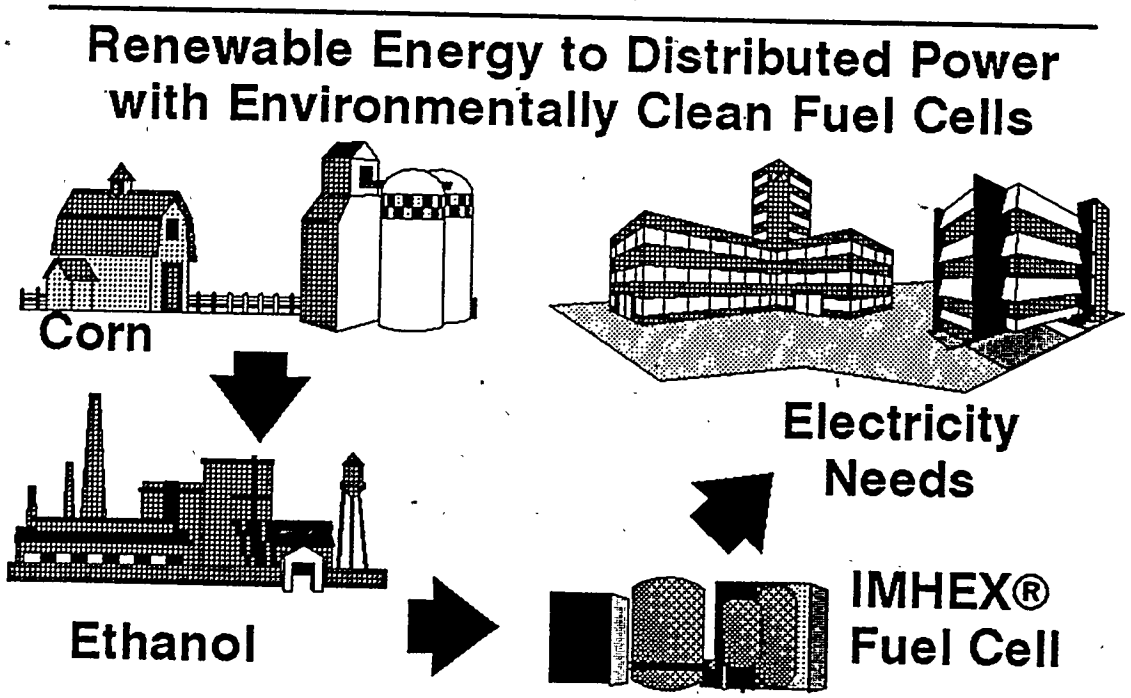 Renewable Energy to Distributed Power
with Environmentally Clean Fuel Cells
Corn
Electricity
Needs
Ethanol
IMHEX®
Fuel Cell